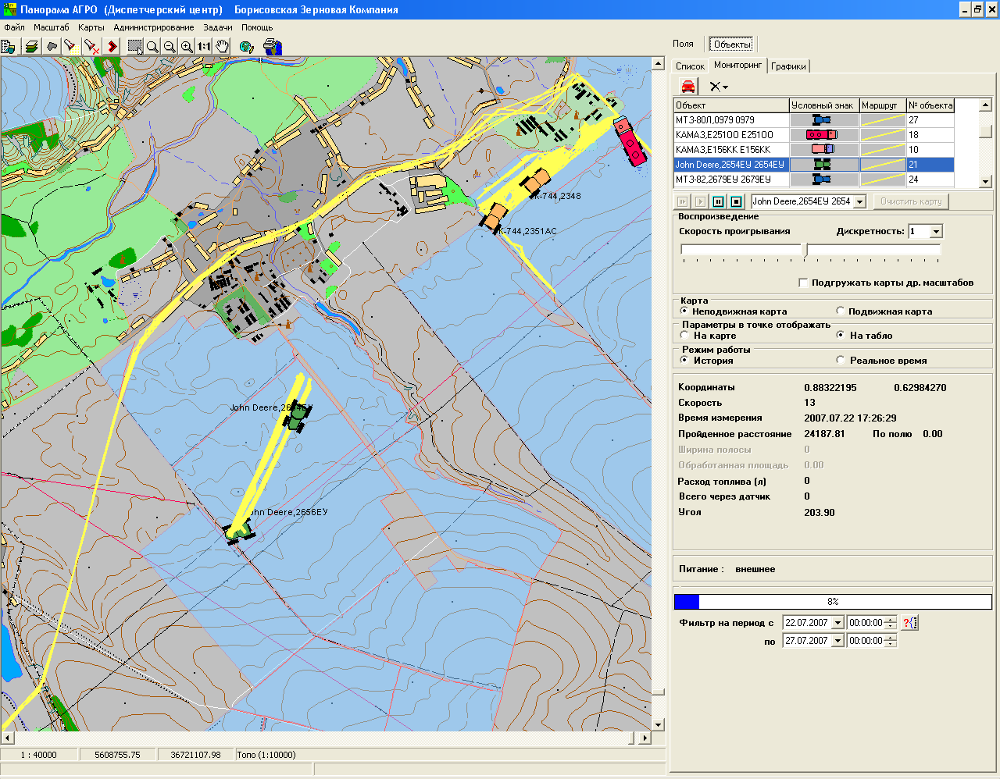 Панорама АГРО (Диспетчерский центр) Борисовская Зерновая Компания
Файл Масштаб Карты Администрирование Задачи Помощь
1:1
Поля Объекты
Список Мониторинг Графики
Объект Условный знак Маршрут № объекта
МТЗ-80Л,0979 0979 27
КАМАЗ,Е2510О Е2510О 18
КАМАЗ,Е156КК Е156КК 10
John Deere,2654ЕУ 2654ЕУ 21
МТЗ-82,2679ЕУ 2679ЕУ 24
John Deere,2654ЕУ 2654 Очистить карту
Воспроизведение
Скорость проигрывания Дискретность: 1
Подгружать карты др. масштабов
Карта
Неподвижная карта Подвижная карта
Параметры в точке отображать
На карте На табло
Режим работы
История Реальное время
Координаты 0.88322195 0.62984270
Скорость 13
Время измерения 2007.07.22 17:26:29
Пройденное расстояние 24187.81 По полю 0.00
Ширина полосы 0
Обработанная площадь 0.00
Расход топлива (л) 0
Всего через датчик 0
Угол 203.90
Питание : внешнее
8%
Фильтр на период с 22.07.2007 00:00:00
по 27.07.2007 00:00:00
К-744,2348
К-744,2351АС
John Deere,2654ЕУ
John Deere,2656ЕУ
1 : 40000 5608755.75 36721107.98 Топо (1:10000)